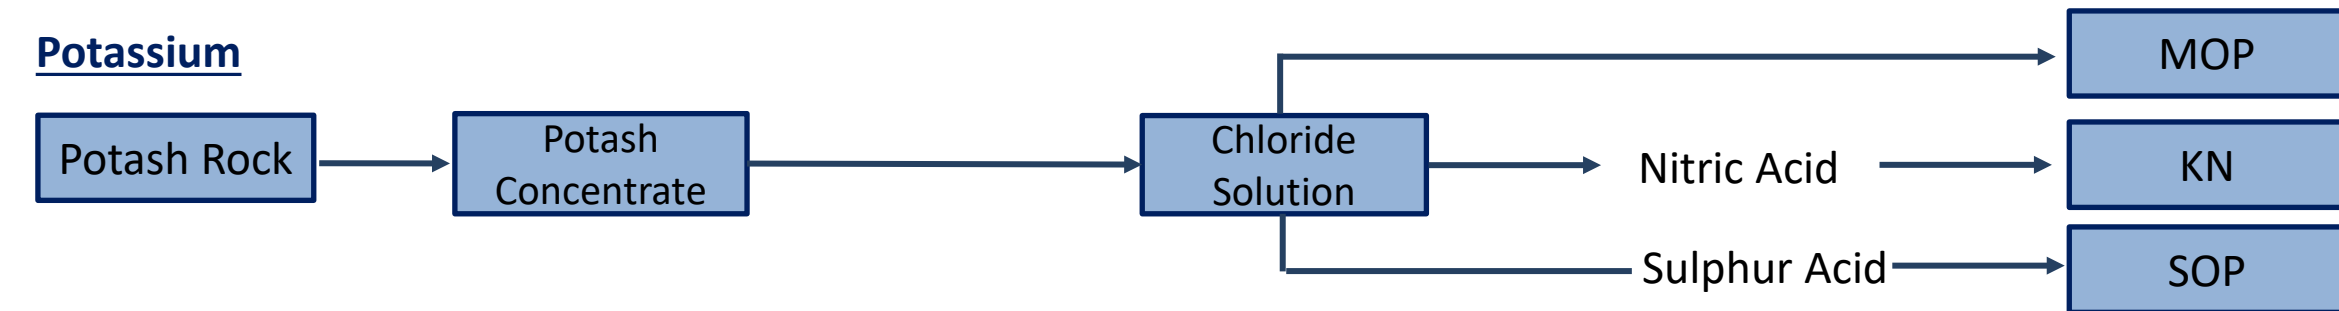 Potassium
Potash Rock
Potash
Concentrate
Chloride
Solution
MOP
Nitric Acid
KN
Sulphur Acid
SOP